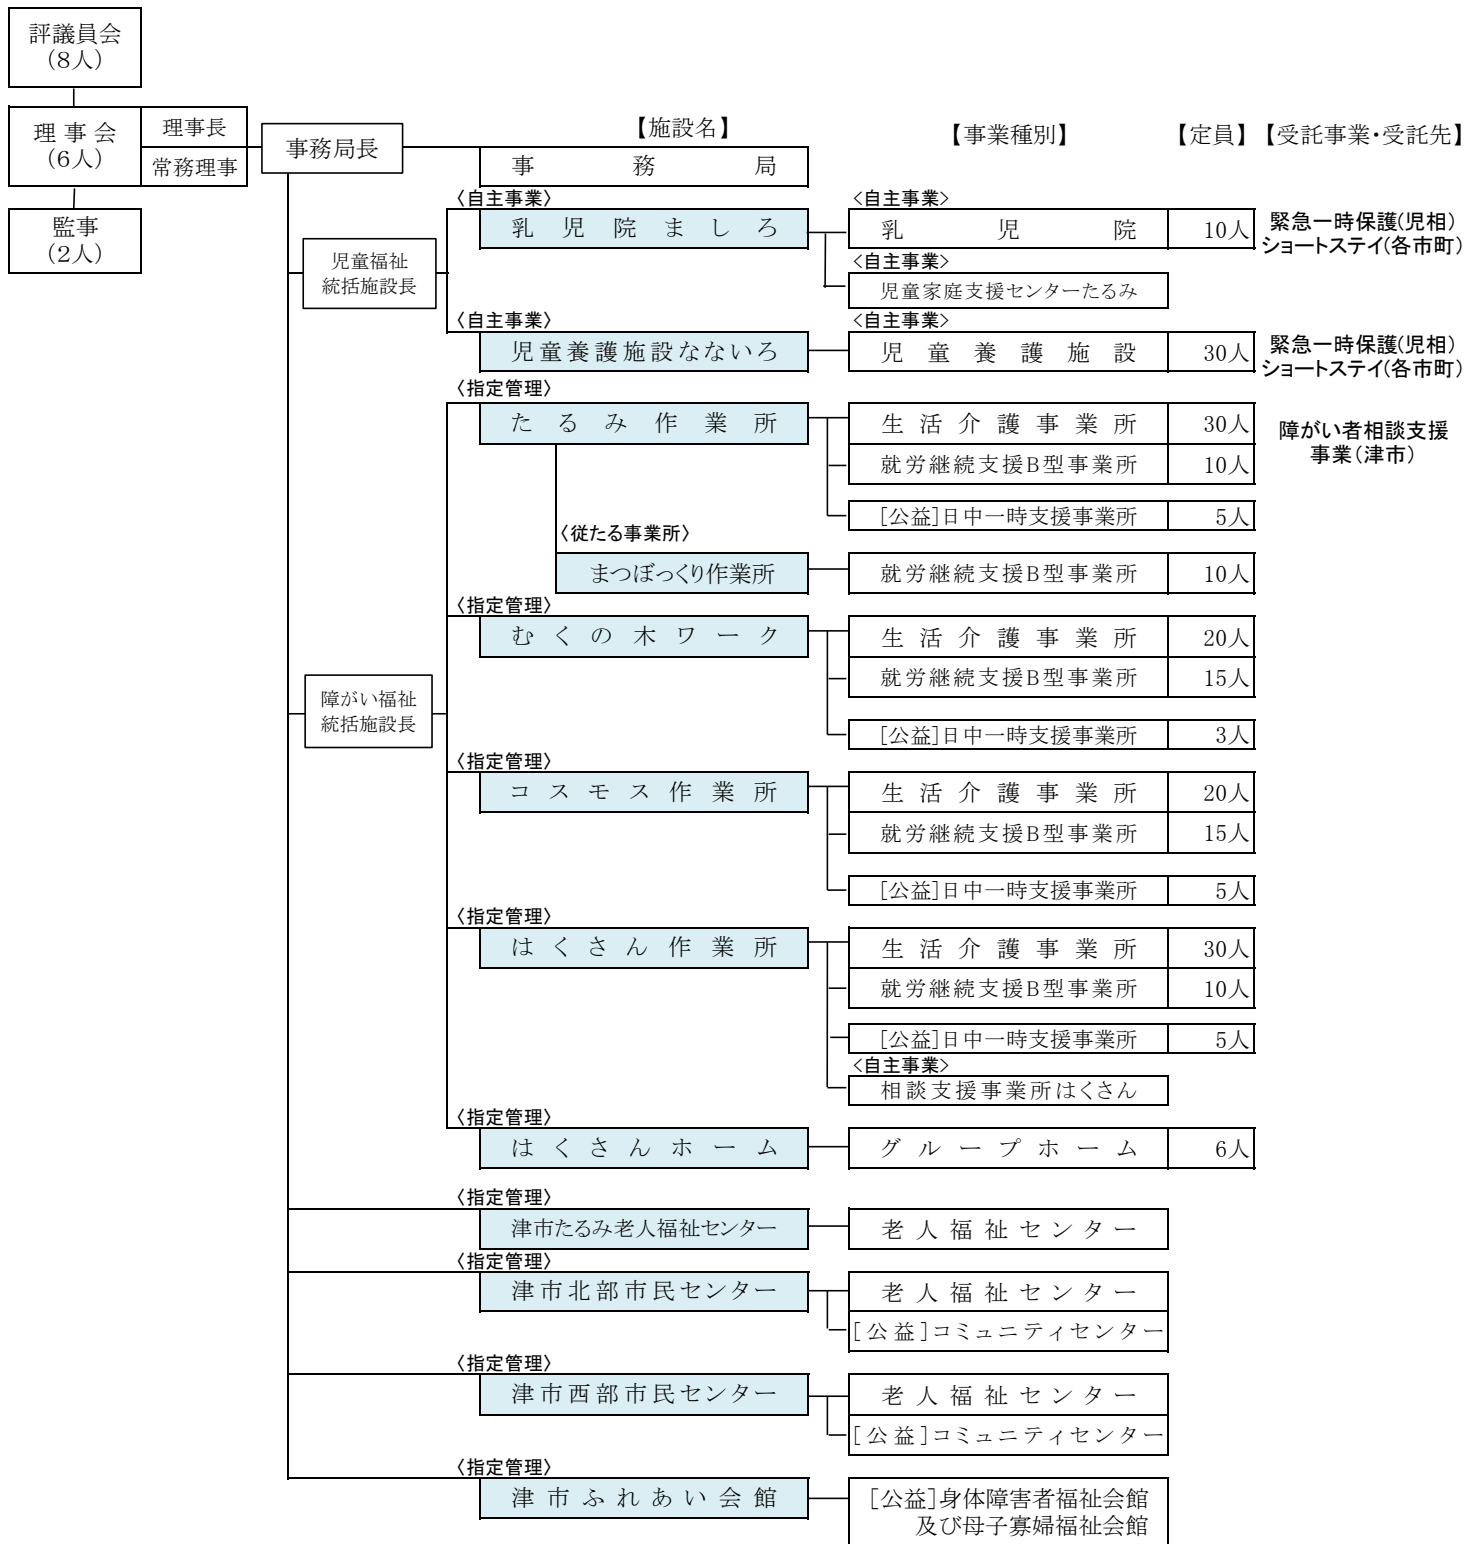 評議員会
(8人)
理事会
(6人)
理事長
常務理事
監事
(2人)
事務局長
【施設名】
【事業種別】
【定員】
【受託事業・受託先】
事務局
児童福祉
統括施設長
〈自主事業〉
乳児院ましろ
<自主事業>
乳児院
10人
緊急一時保護(児相)
ショートステイ(各市町)
<自主事業>
児童家庭支援センターたるみ
〈自主事業〉
児童養護施設なないろ
<自主事業>
児童養護施設
30人
緊急一時保護(児相)
ショートステイ(各市町)
障がい福祉
統括施設長
〈指定管理〉
たるみ作業所
生活介護事業所
30人
障がい者相談支援
事業(津市)
就労継続支援B型事業所
10人
[公益]日中一時支援事業所
5人
〈従たる事業所〉
まつぼっくり作業所
就労継続支援B型事業所
10人
〈指定管理〉
むくの木ワーク
生活介護事業所
20人
就労継続支援B型事業所
15人
[公益]日中一時支援事業所
3人
〈指定管理〉
コスモス作業所
生活介護事業所
20人
就労継続支援B型事業所
15人
[公益]日中一時支援事業所
5人
〈指定管理〉
はくさん作業所
生活介護事業所
30人
就労継続支援B型事業所
10人
[公益]日中一時支援事業所
5人
<自主事業>
相談支援事業所はくさん
〈指定管理〉
はくさんホーム
グループホーム
6人
〈指定管理〉
津市たるみ老人福祉センター
老人福祉センター
〈指定管理〉
津市北部市民センター
老人福祉センター
[公益]コミュニティセンター
〈指定管理〉
津市西部市民センター
老人福祉センター
[公益]コミュニティセンター
〈指定管理〉
津市ふれあい会館
[公益]身体障害者福祉会館
及び母子寡婦福祉会館